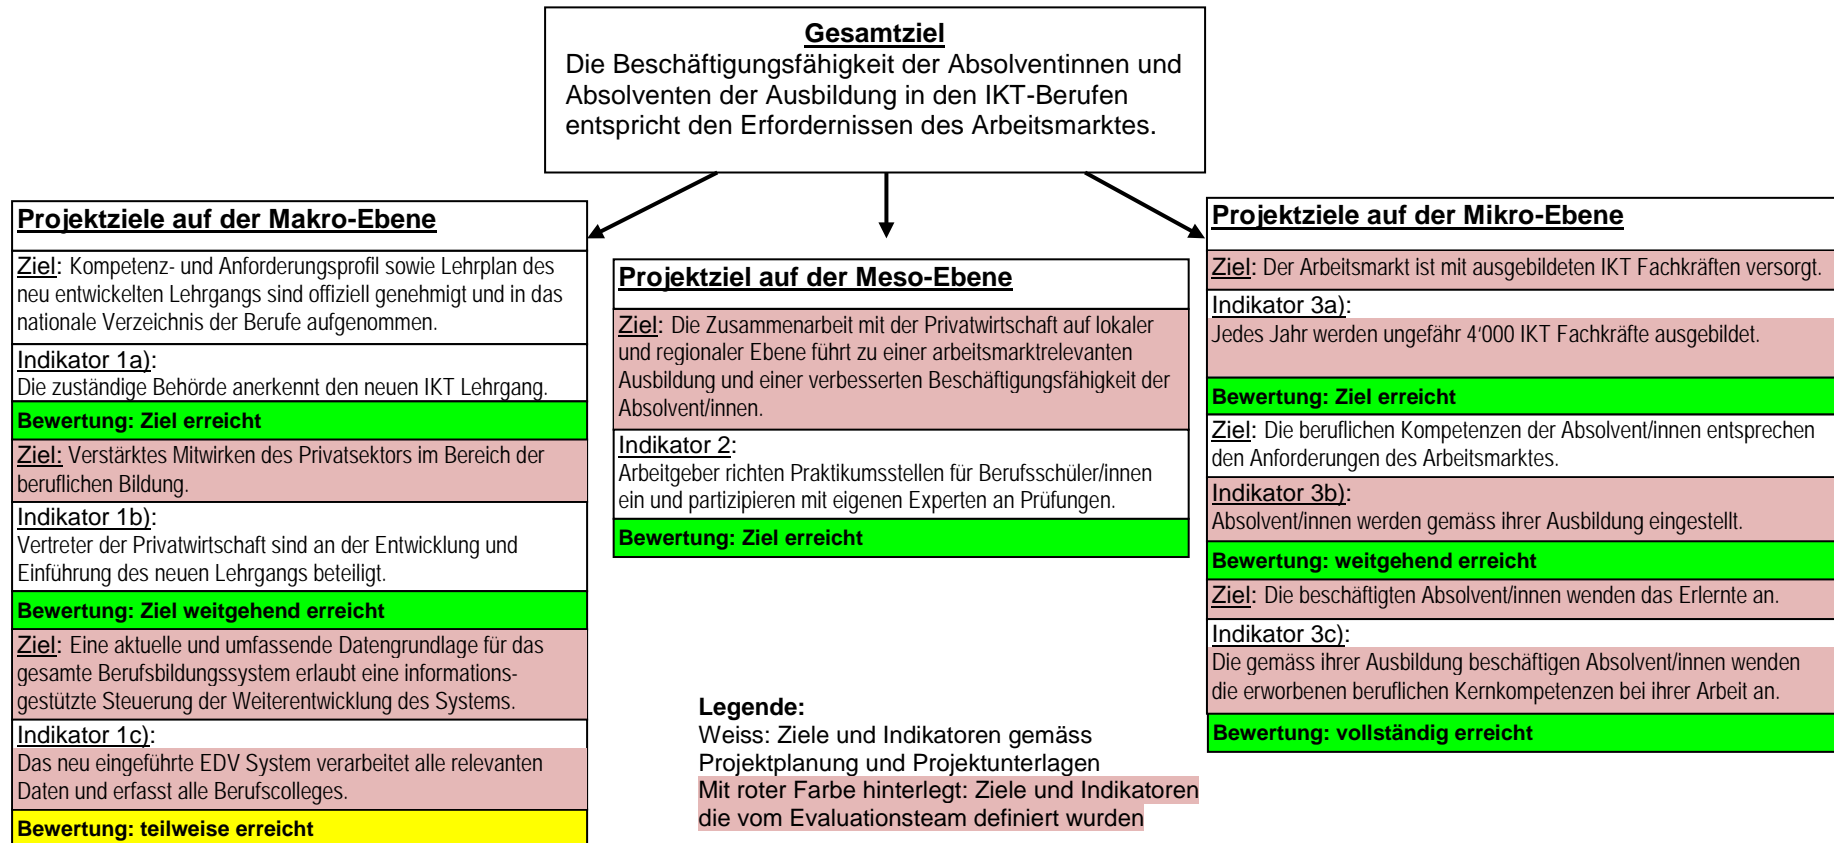 Gesamtziel
Die Beschäftigungsfähigkeit der Absolventinnen und
Absolventen der Ausbildung in den IKT-Berufen
entspricht den Erfordernissen des Arbeitsmarktes.
Projektziele auf der Makro-Ebene
Ziel: Kompetenz- und Anforderungsprofil sowie Lehrplan des
neu entwickelten Lehrgangs sind offiziell genehmigt und in das
nationale Verzeichnis der Berufe aufgenommen.
Indikator 1a):
Die zuständige Behörde anerkennt den neuen IKT Lehrgang.
Bewertung: Ziel erreicht
Ziel: Verstärktes Mitwirken des Privatsektors im Bereich der
beruflichen Bildung.
Indikator 1b):
Vertreter der Privatwirtschaft sind an der Entwicklung und
Einführung des neuen Lehrgangs beteiligt.
Bewertung: Ziel weitgehend erreicht
Ziel: Eine aktuelle und umfassende Datengrundlage für das
gesamte Berufsbildungssystem erlaubt eine informations-
gestützte Steuerung der Weiterentwicklung des Systems.
Indikator 1c):
Das neu eingeführte EDV System verarbeitet alle relevanten
Daten und erfasst alle Berufscolleges.
Bewertung: teilweise erreicht
Projektziel auf der Meso-Ebene
Ziel: Die Zusammenarbeit mit der Privatwirtschaft auf lokaler
und regionaler Ebene führt zu einer arbeitsmarktrelevanten
Ausbildung und einer verbesserten Beschäftigungsfähigkeit der
Absolvent/innen.
Indikator 2:
Arbeitgeber richten Praktikumsstellen für Berufsschüler/innen
ein und partizipieren mit eigenen Experten an Prüfungen.
Bewertung: Ziel erreicht
Projektziele auf der Mikro-Ebene
Ziel: Der Arbeitsmarkt ist mit ausgebildeten IKT Fachkräften versorgt.
Indikator 3a):
Jedes Jahr werden ungefähr 4'000 IKT Fachkräfte ausgebildet.
Bewertung: Ziel erreicht
Ziel: Die beruflichen Kompetenzen der Absolvent/innen entsprechen
den Anforderungen des Arbeitsmarktes.
Indikator 3b):
Absolvent/innen werden gemäss ihrer Ausbildung eingestellt.
Bewertung: weitgehend erreicht
Ziel: Die beschäftigten Absolvent/innen wenden das Erlernte an.
Indikator 3c):
Die gemäss ihrer Ausbildung beschäftigen Absolvent/innen wenden
die erworbenen beruflichen Kernkompetenzen bei ihrer Arbeit an.
Bewertung: vollständig erreicht
Legende:
Weiss: Ziele und Indikatoren gemäss
Projektplanung und Projektunterlagen
Mit roter Farbe hinterlegt: Ziele und Indikatoren
die vom Evaluationsteam definiert wurden